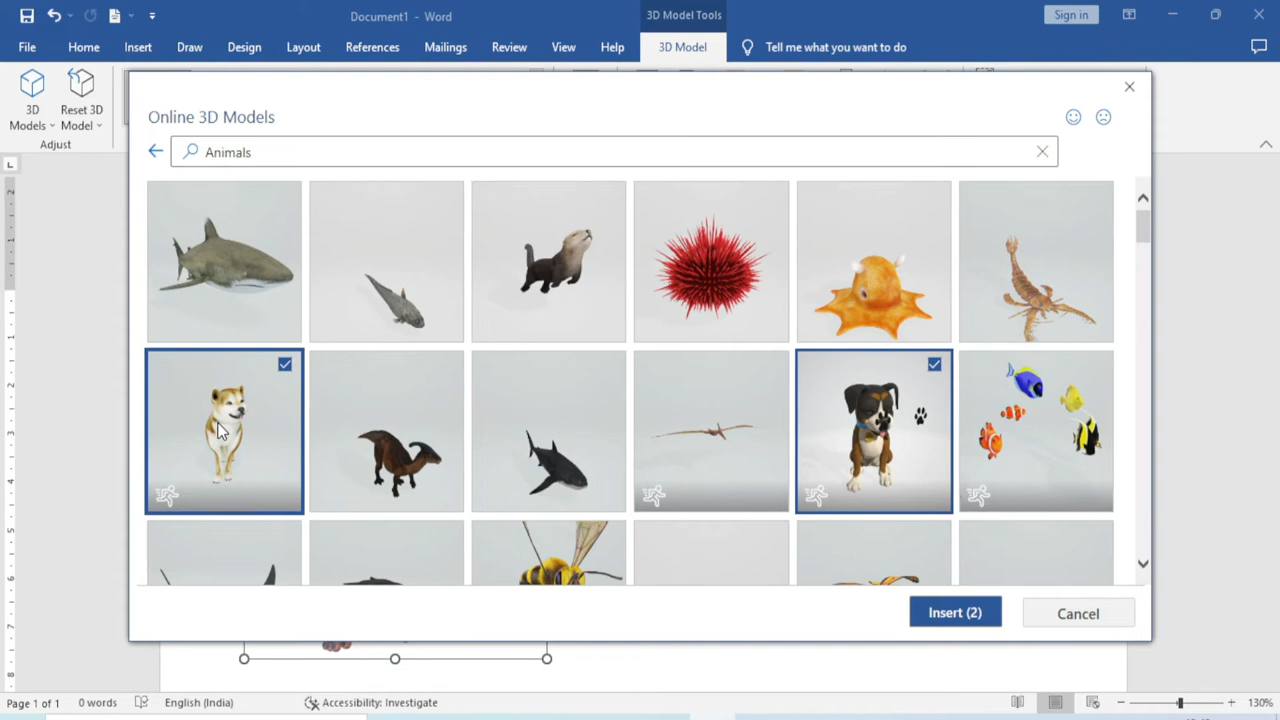 Document1 - Word
3D Model Tools
Sign in
File Home Insert Draw Design Layout References Mailings Review View Help 3D Model Tell me what you want to do
3D Models
Reset 3D Model
Adjust
Online 3D Models
Animals
Insert (2)
Cancel
Page 1 of 1 0 words English (India) Accessibility: Investigate 130%